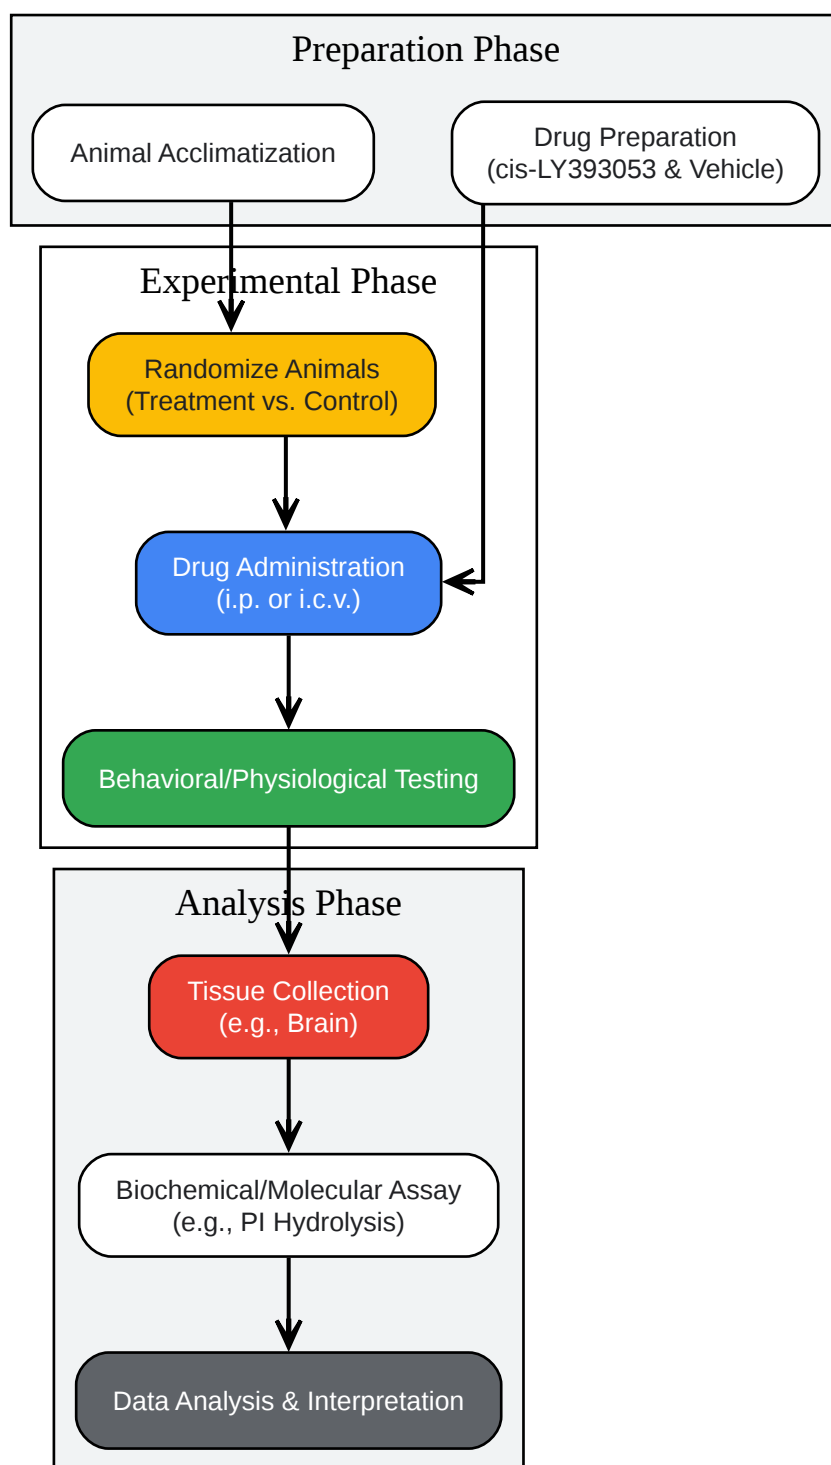 Preparation Phase
Animal Acclimatization
Drug Preparation
(cis-LY393053 & Vehicle)
Experimental Phase
Randomize Animals
(Treatment vs. Control)
Drug Administration
(i.p. or i.c.v.)
Behavioral/Physiological Testing
Analysis Phase
Tissue Collection
(e.g., Brain)
Biochemical/Molecular Assay
(e.g., PI Hydrolysis)
Data Analysis & Interpretation